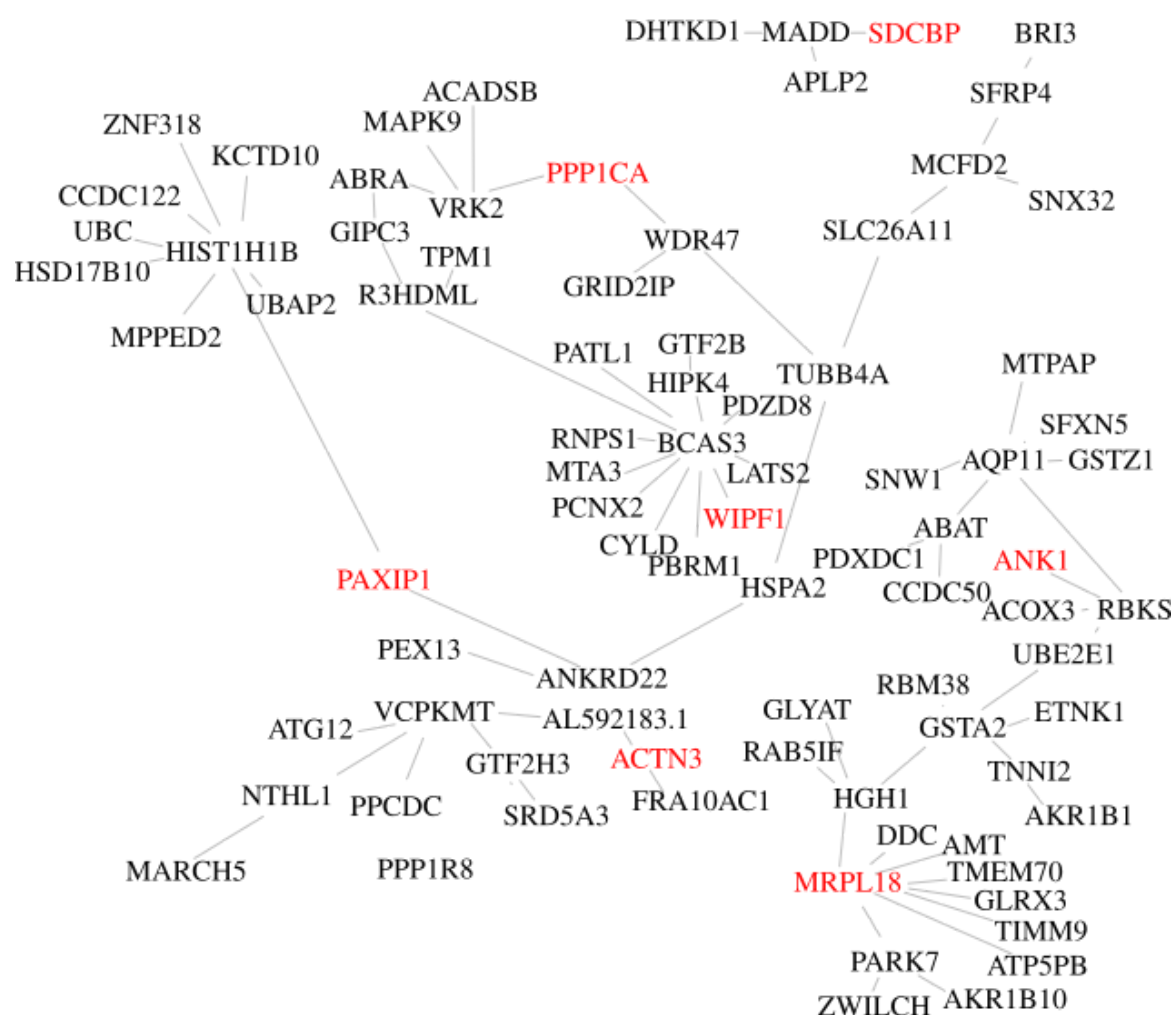 DHTKD1 MADD SDCBP BRI3
APLP2 SFRP4
ACADSB
ZNF318 MAPK9
KCTD10 PPP1CA MCFD2
ABRA
CCDC122 VRK2 SNX32
UBC GIPC3 WDR47 SLC26A11
HIST1H1B TPM1
HSD17B10
UBAP2 R3HDML GRID2IP
MPPED2
PATL1 GTF2B
HIPK4 TUBB4A MTPAP
PDZD8
RNPS1 BCAS3 SFXN5
MTA3 LATS2 SNW1 AQP11 GSTZ1
PCNX2 WIPF1
ABAT
CYLD PDXDC1 ANK1
PAXIP1 PBRM1 HSPA2 CCDC50
ACOX3 RBKS
PEX13 UBE2E1
ANKRD22 RBM38
VCPKMT AL592183.1 GLYAT ETNK1
ATG12 GSTA2
GTF2H3 ACTN3 RAB5IF TNNI2
NTHL1 PPCDC FRA10AC1 HGH1
SRD5A3 AKR1B1
DDC AMT
MARCH5 PPP1R8 TMEM70
MRPL18 GLRX3
TIMM9
PARK7 ATP5PB
ZWILCH AKR1B10